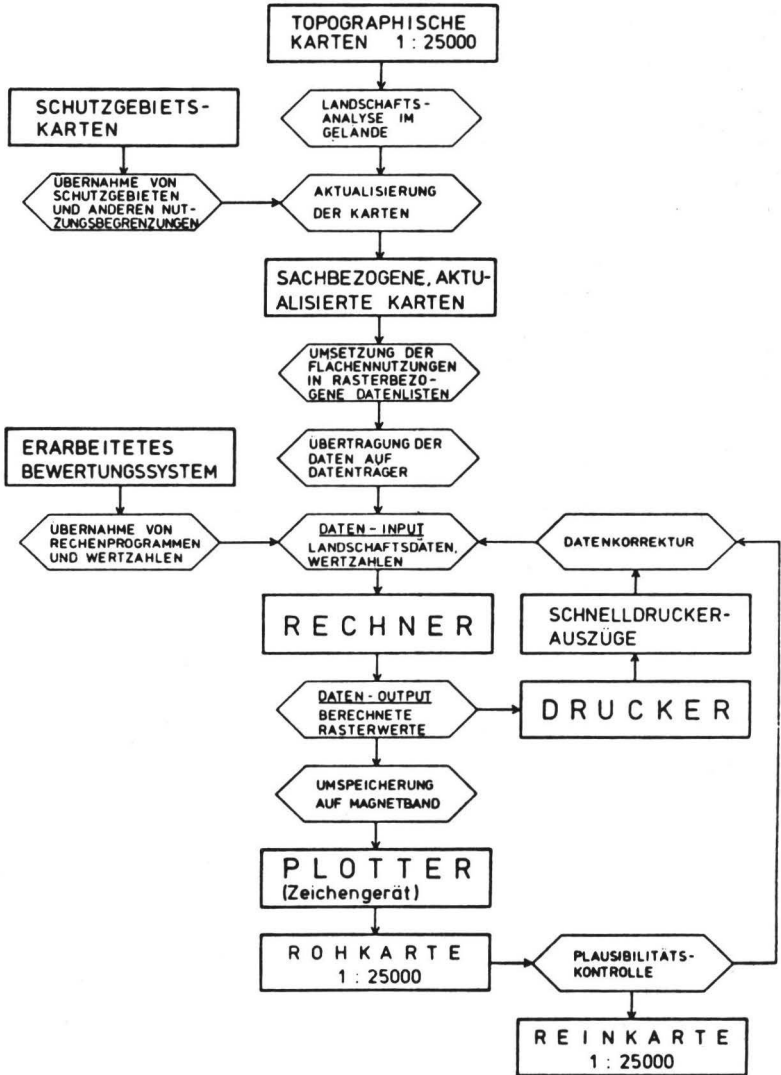 TOPOGRAPHISCHE
KARTEN 1 : 25000
LANDSCHAFTS-
ANALYSE IM
GELANDE
SCHUTZGEBIETS-
KARTEN
ÜBERNAHME VON
SCHUTZGEBIETEN
UND ANDEREN NUT-
ZUNGSBEGRENZUNGEN
AKTUALISIERUNG
DER KARTEN
SACHBEZOGENE, AKTU-
ALISIERTE KARTEN
UMSETZUNG DER
FLACHENNUTZUNGEN
IN RASTERBEZO-
GENE DATENLISTEN
ÜBERTRAGUNG DER
DATEN AUF
DATENTRAGER
ERARBEITETES
BEWERTUNGSSYSTEM
ÜBERNAHME VON
RECHENPROGRAMMEN
UND WERTZAHLEN
DATEN - INPUT
LANDSCHAFTSDATEN,
WERTZAHLEN
DATENKORREKTUR
RECHNER
SCHNELLDRUCKER-
AUSZÜGE
DATEN - OUTPUT
BERECHNETE
RASTERWERTE
DRUCKER
UMSPEICHERUNG
AUF MAGNETBAND
PLOTTER
(Zeichengerät)
ROHKARTE
1 : 25000
PLAUSIBILITÄTS-
KONTROLLE
REINKARTE
1 : 25000